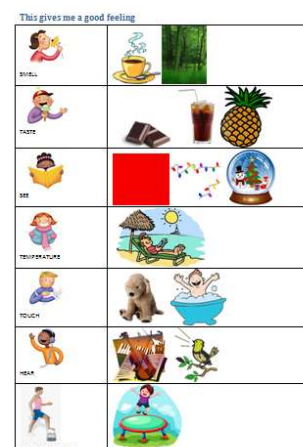 This gives me a good feeling
SMELL
TASTE
SEE
TEMPERATURE
TOUCH
HEAR